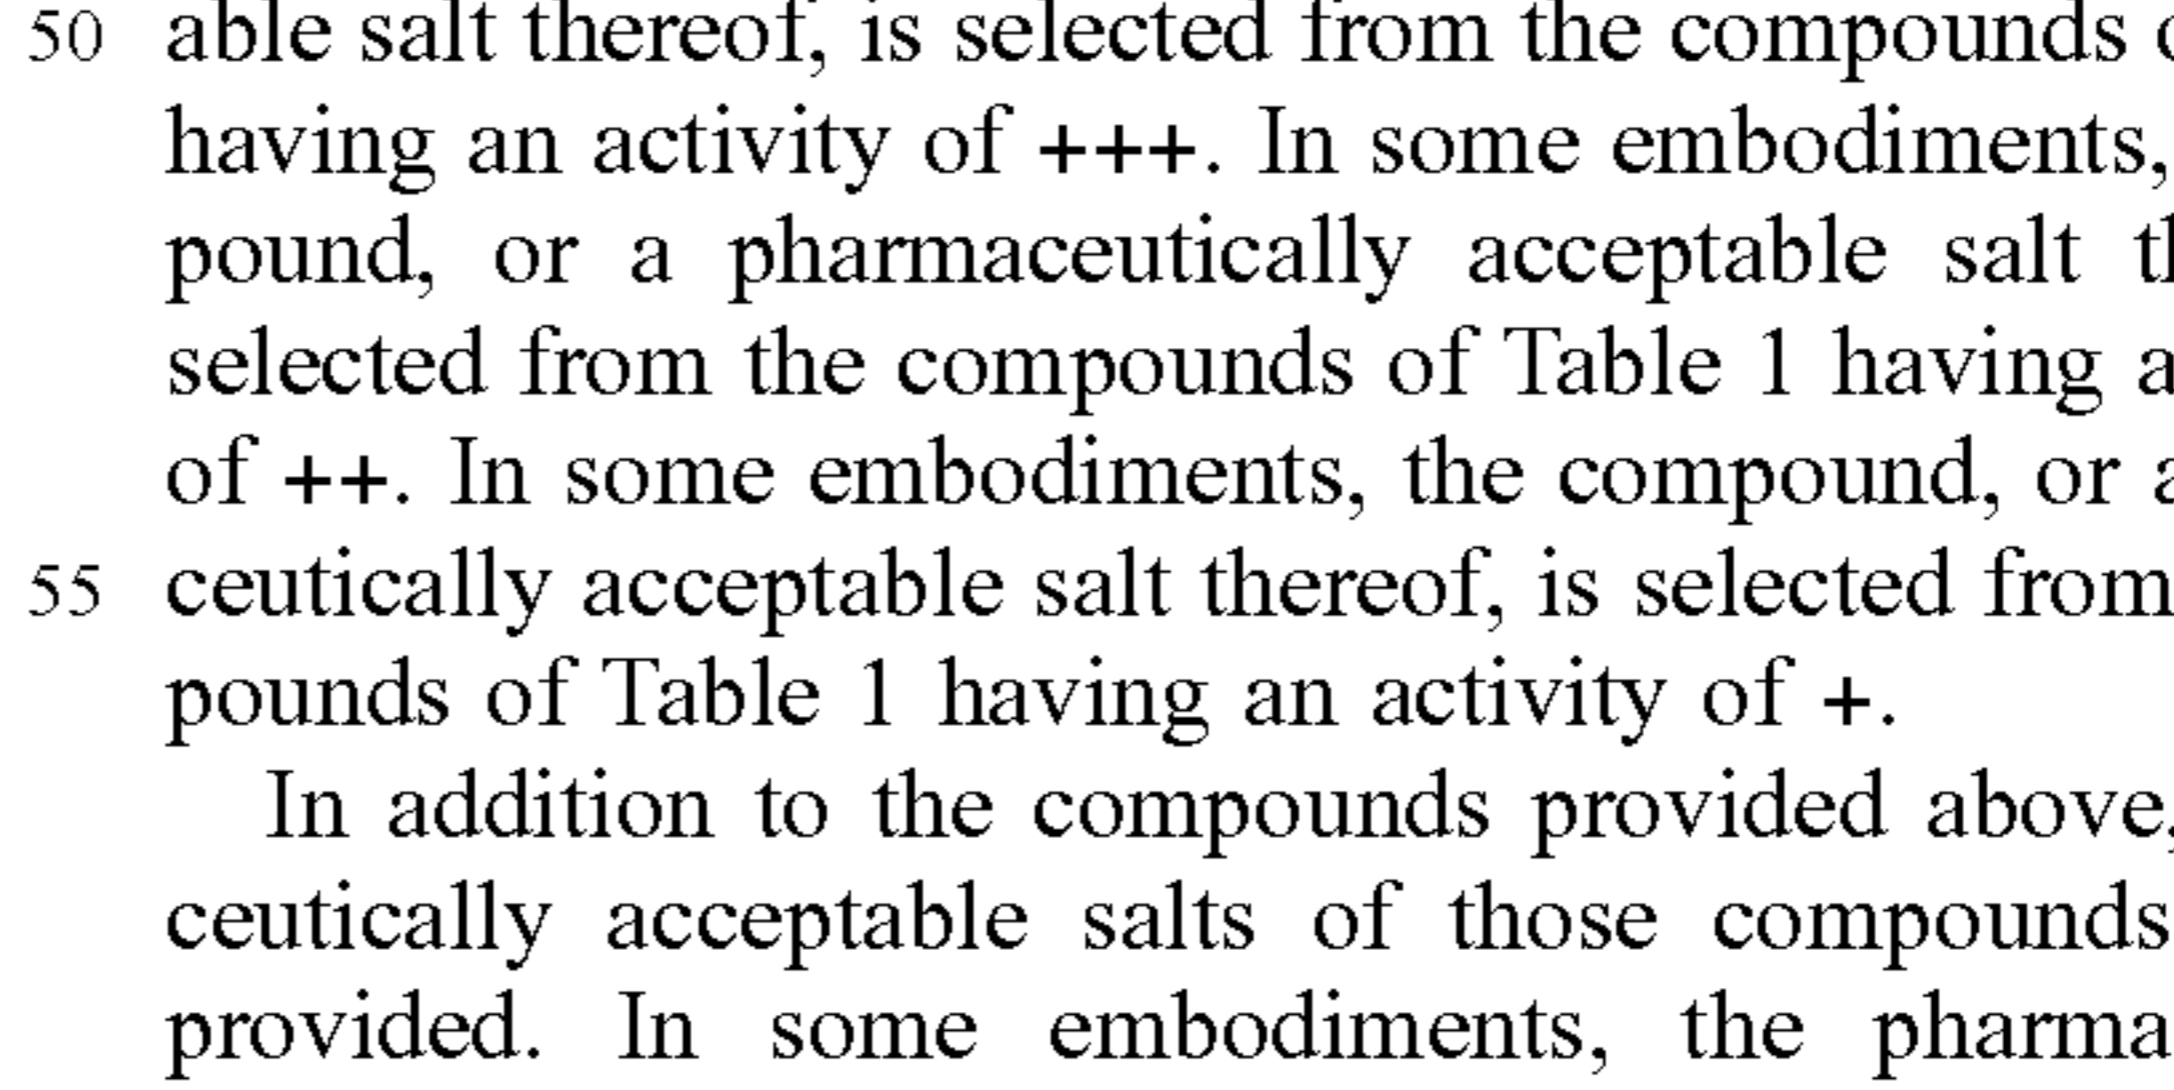 50 able salt thereof, is selected from the compounds
having an activity of +++. In some embodiments,
pound, or a pharmaceutically acceptable salt
selected from the compounds of Table 1 having
of ++. In some embodiments, the compound, or
55 ceutically acceptable salt thereof, is selected from
pounds of Table 1 having an activity of +.
In addition to the compounds provided above,
ceutically acceptable salts of those compounds
provided. In some embodiments, the pharma